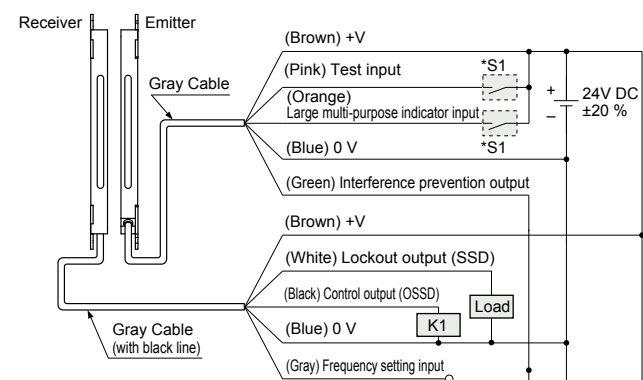 Receiver
Emitter
Gray Cable
(Brown) +V
(Pink) Test input
*S1
(Orange)
Large multi-purpose indicator input
*S1
+
–
24V DC
±20 %
(Blue) 0 V
(Green) Interference prevention output
(Brown) +V
(White) Lockout output (SSD)
(Black) Control output (OSSD)
K1
Load
(Blue) 0 V
Gray Cable
(with black line)
(Gray) Frequency setting input